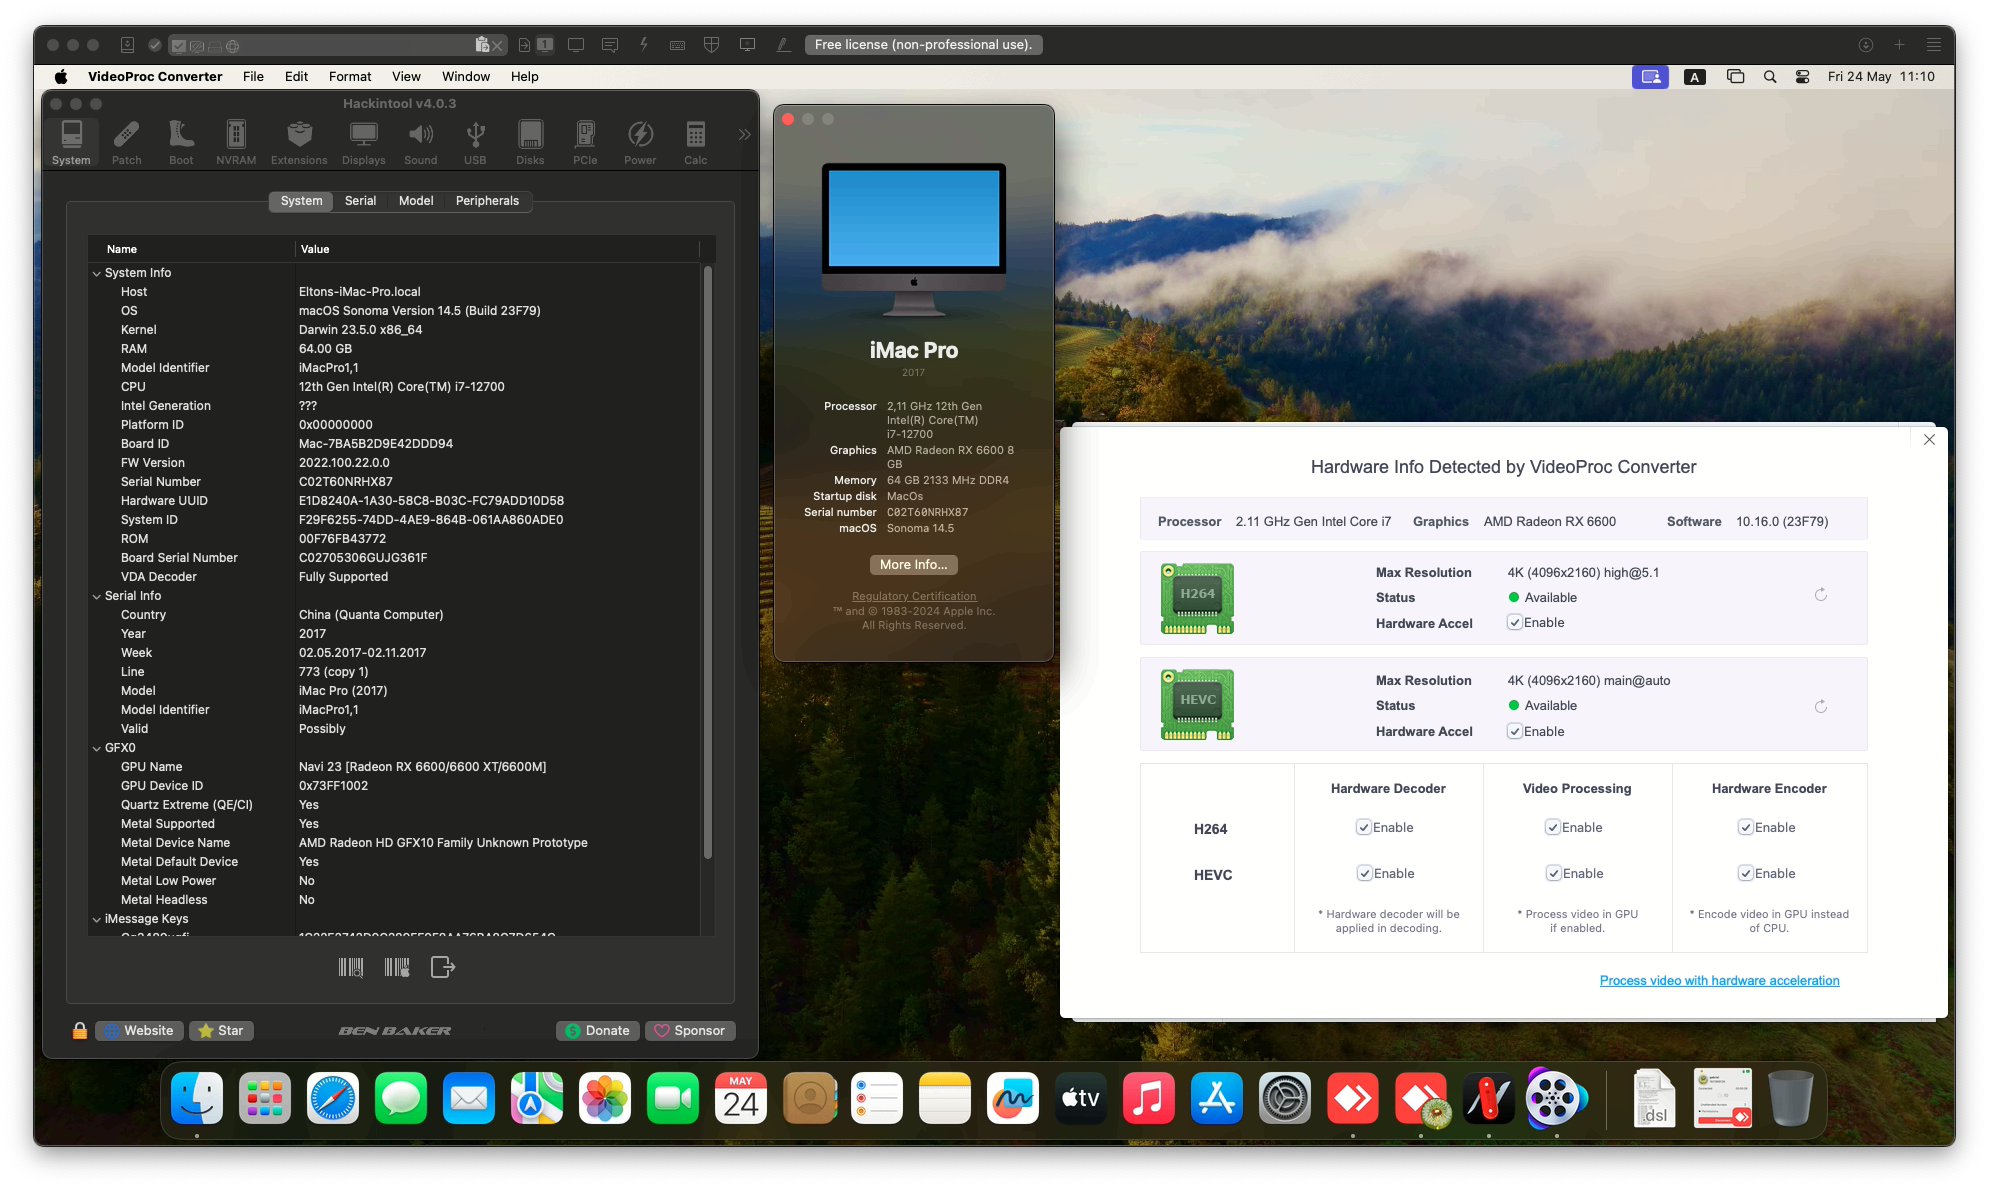 Free license (non-professional use).
1
VideoProc Converter File Edit Format View Window Help
A
Fri 24 May 11:10
Hackintool v4.0.3
System Patch Boot NVRAM Extensions Displays Sound USB Disks PCIe Power Calc
System Serial Model Peripherals
Name Value
System Info
Host Eltons-iMac-Pro.local
OS macOS Sonoma Version 14.5 (Build 23F79)
Kernel Darwin 23.5.0 x86_64
RAM 64.00 GB
Model Identifier iMacPro1,1
CPU 12th Gen Intel(R) Core(TM) i7-12700
Intel Generation ???
Platform ID 0x00000000
Board ID Mac-7BA5B2D9E42DDD94
FW Version 2022.100.22.0.0
Serial Number C02T60NRHX87
Hardware UUID E1D8240A-1A30-58C8-B03C-FC79ADD10D58
System ID F29F6255-74DD-4AE9-864B-061AA860ADE0
ROM 00F76FB43772
Board Serial Number C02705306GUJG361F
VDA Decoder Fully Supported
Serial Info
Country China (Quanta Computer)
Year 2017
Week 02.05.2017-02.11.2017
Line 773 (copy 1)
Model iMac Pro (2017)
Model Identifier iMacPro1,1
Valid Possibly
GFX0
GPU Name Navi 23 [Radeon RX 6600/6600 XT/6600M]
GPU Device ID 0x73FF1002
Quartz Extreme (QE/CI) Yes
Metal Supported Yes
Metal Device Name AMD Radeon HD GFX10 Family Unknown Prototype
Metal Default Device Yes
Metal Low Power No
Metal Headless No
iMessage Keys
Website Star BEN BAKER Donate Sponsor
iMac Pro
2017
Processor 2,11 GHz 12th Gen
Intel(R) Core(TM)
i7-12700
Graphics AMD Radeon RX 6600 8
GB
Memory 64 GB 2133 MHz DDR4
Startup disk MacOs
Serial number C02T60NRHX87
macOS Sonoma 14.5
More Info...
Regulatory Certification
™ and © 1983-2024 Apple Inc.
All Rights Reserved.
Hardware Info Detected by VideoProc Converter
Processor 2.11 GHz Gen Intel Core i7 Graphics AMD Radeon RX 6600 Software 10.16.0 (23F79)
H264
Max Resolution 4K (4096x2160) high@5.1
Status Available
Hardware Accel Enable
HEVC
Max Resolution 4K (4096x2160) main@auto
Status Available
Hardware Accel Enable
Hardware Decoder Video Processing Hardware Encoder
H264 Enable Enable Enable
HEVC Enable Enable Enable
* Hardware decoder will be
applied in decoding.
* Process video in GPU
if enabled.
* Encode video in GPU instead
of CPU.
Process video with hardware acceleration
MAY
24
tv
.dsl